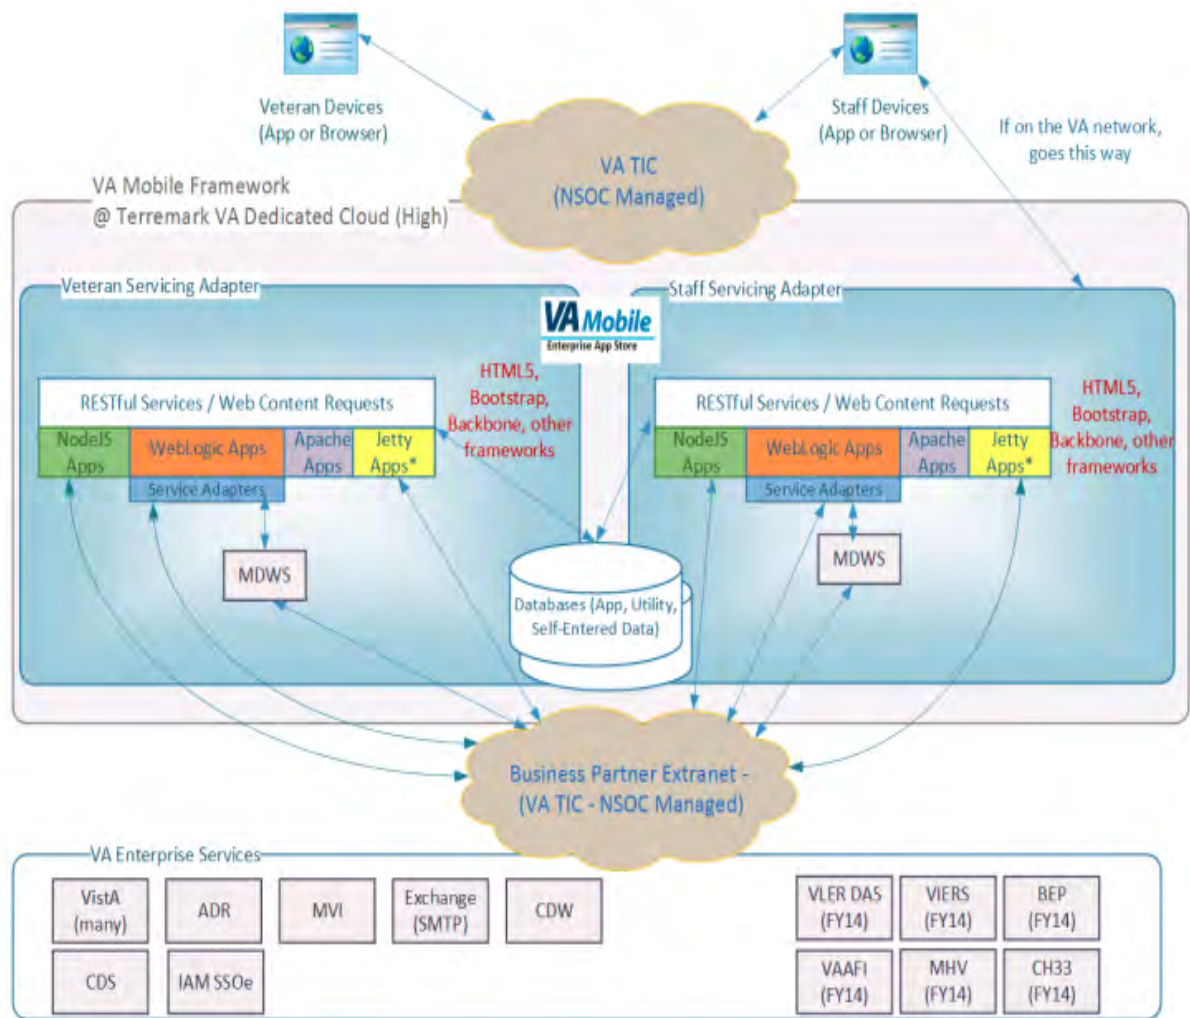 Veteran Devices
(App or Browser)
Staff Devices
(App or Browser)
If on the VA network,
goes this way
VA TIC
(NSOC Managed)
VA Mobile Framework
@ Terremark VA Dedicated Cloud (High)
Veteran Servicing Adapter
Staff Servicing Adapter
VA Mobile
Enterprise App Store
HTML5,
Bootstrap,
Backbone, other
frameworks
RESTful Services / Web Content Requests
NodeJS
Apps
WebLogic Apps
Apache
Apps
Jetty
Apps*
Service Adapters
MDWS
HTML5,
Bootstrap,
Backbone, other
frameworks
RESTful Services / Web Content Requests
NodeJS
Apps
WebLogic Apps
Apache
Apps
Jetty
Apps*
Service Adapters
MDWS
Databases (App, Utility,
Self-Entered Data)
Business Partner Extranet -
(VA TIC - NSOC Managed)
VA Enterprise Services
VistA
(many)
ADR
MVI
Exchange
(SMTP)
CDW
VLER DAS
(FY14)
VIERS
(FY14)
BEP
(FY14)
CDS
IAM SSOe
VAAFI
(FY14)
MHV
(FY14)
CH33
(FY14)